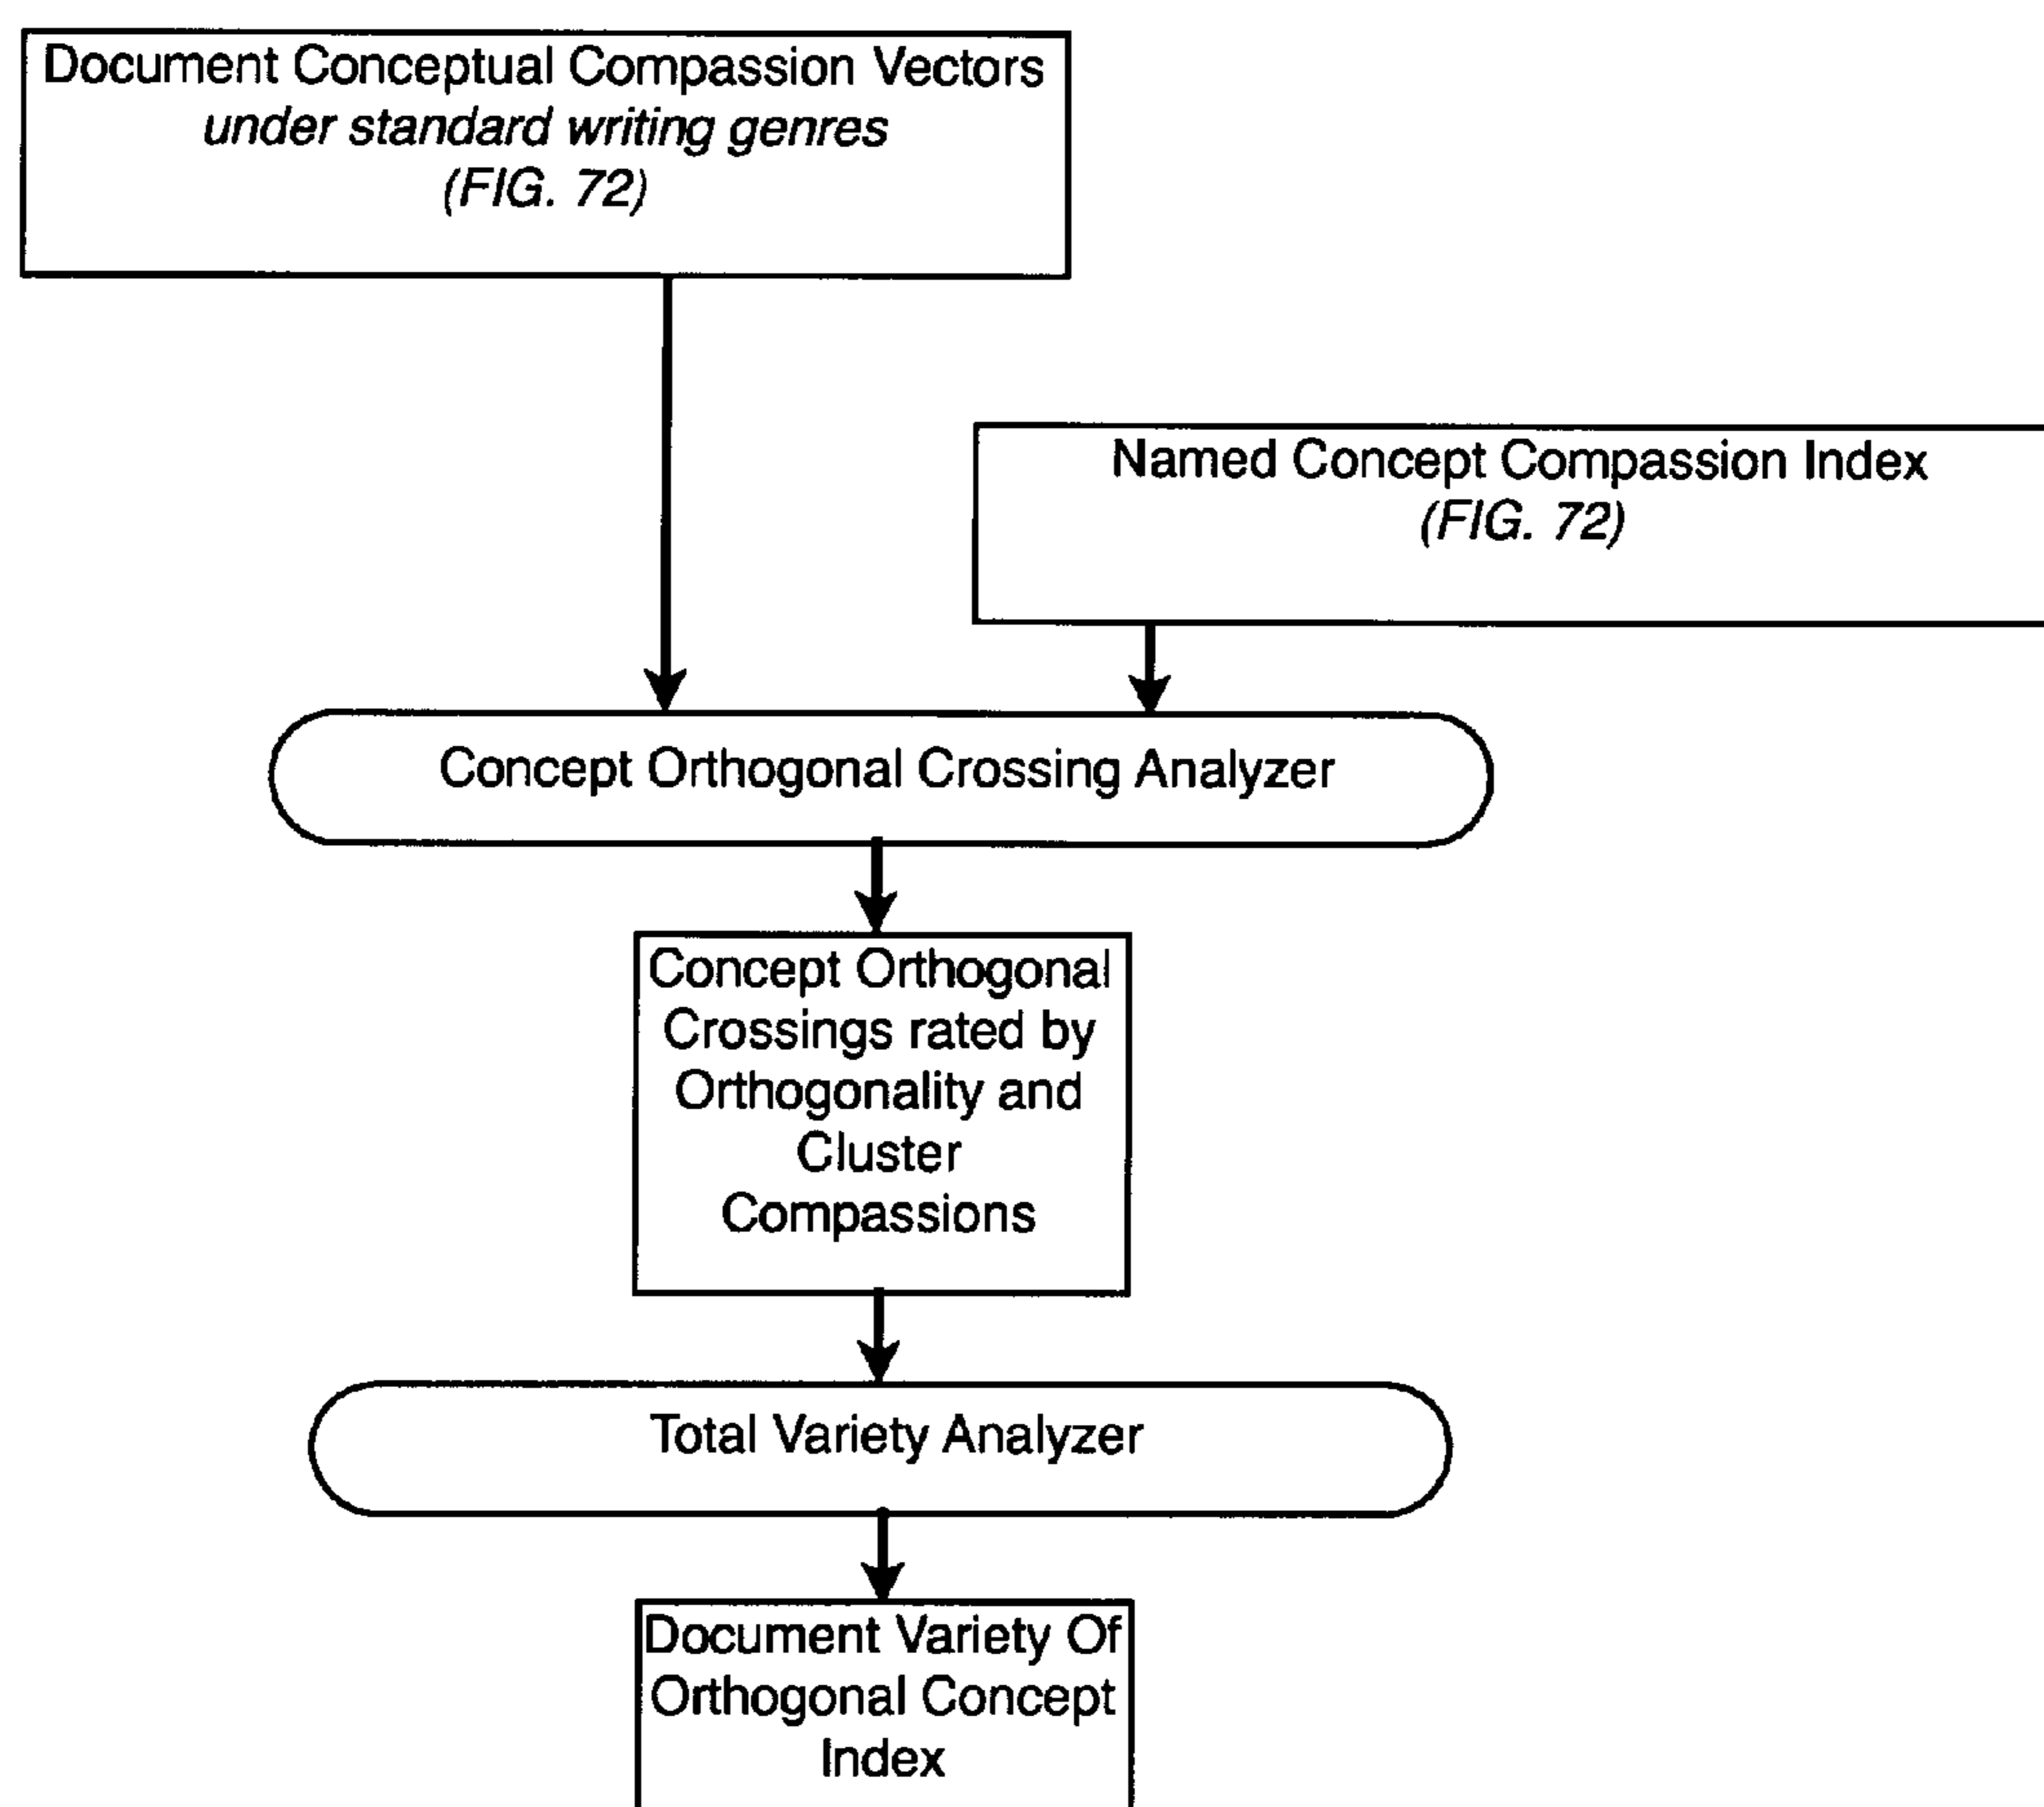 Document Conceptual Compassion Vectors
under standard writing genres
(FIG. 72)
Named Concept Compassion Index
(FIG. 72)
Concept Orthogonal Crossing Analyzer
Concept Orthogonal
Crossings rated by
Orthogonality and
Cluster
Compassions
Total Variety Analyzer
Document Variety Of
Orthogonal Concept
Index